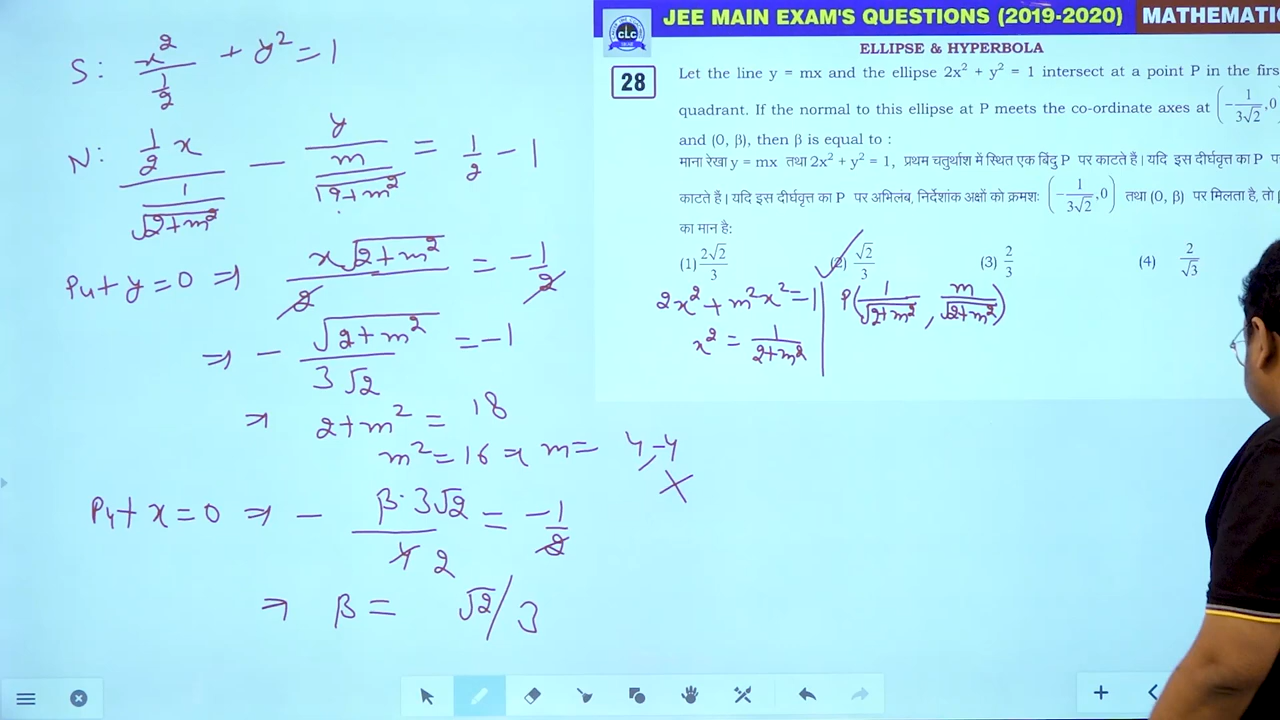 JEE MAIN EXAM'S QUESTIONS (2019-2020) MATHEMATI
CLC
ELLIPSE & HYPERBOLA
28 Let the line y = mx and the ellipse 2x² + y² = 1 intersect at a point P in the firs
quadrant. If the normal to this ellipse at P meets the co-ordinate axes at (-1/(3√2),0)
and (0, β), then β is equal to :
माना रेखा y = mx तथा 2x² + y² = 1, प्रथम चतुर्थाश में स्थित एक बिंदु P पर काटते है। यदि इस दीर्घवृत्त का P प
काटते है। यदि इस दीर्घवृत्त का P पर अभिलंब, निर्देशांक अक्षों को क्रमशः (-1/(3√2),0) तथा (0, β) पर मिलता है, तो
का मान है:
(1) 2√2/3 (2) √2/3 (3) 2/3 (4) 2/√3
2x² + m²x² = 1
x² = 1/(2+m²)
P(1/√(2+m²), m/√(2+m²))
S: x²/(1/2) + y² = 1
N: (1/2 x)/(1/√(2+m²)) - y/(m/√(2+m²)) = 1/2 - 1
Put y = 0 ⇒ x√(2+m²)/2 = -1/2
⇒ - √(2+m²)/(3√2) = -1
⇒ 2+m² = 18
m² = 16 ⇒ m = 4, -4
Put x = 0 ⇒ - β·3√2/4 2 = -1/2
⇒ β = √2/3